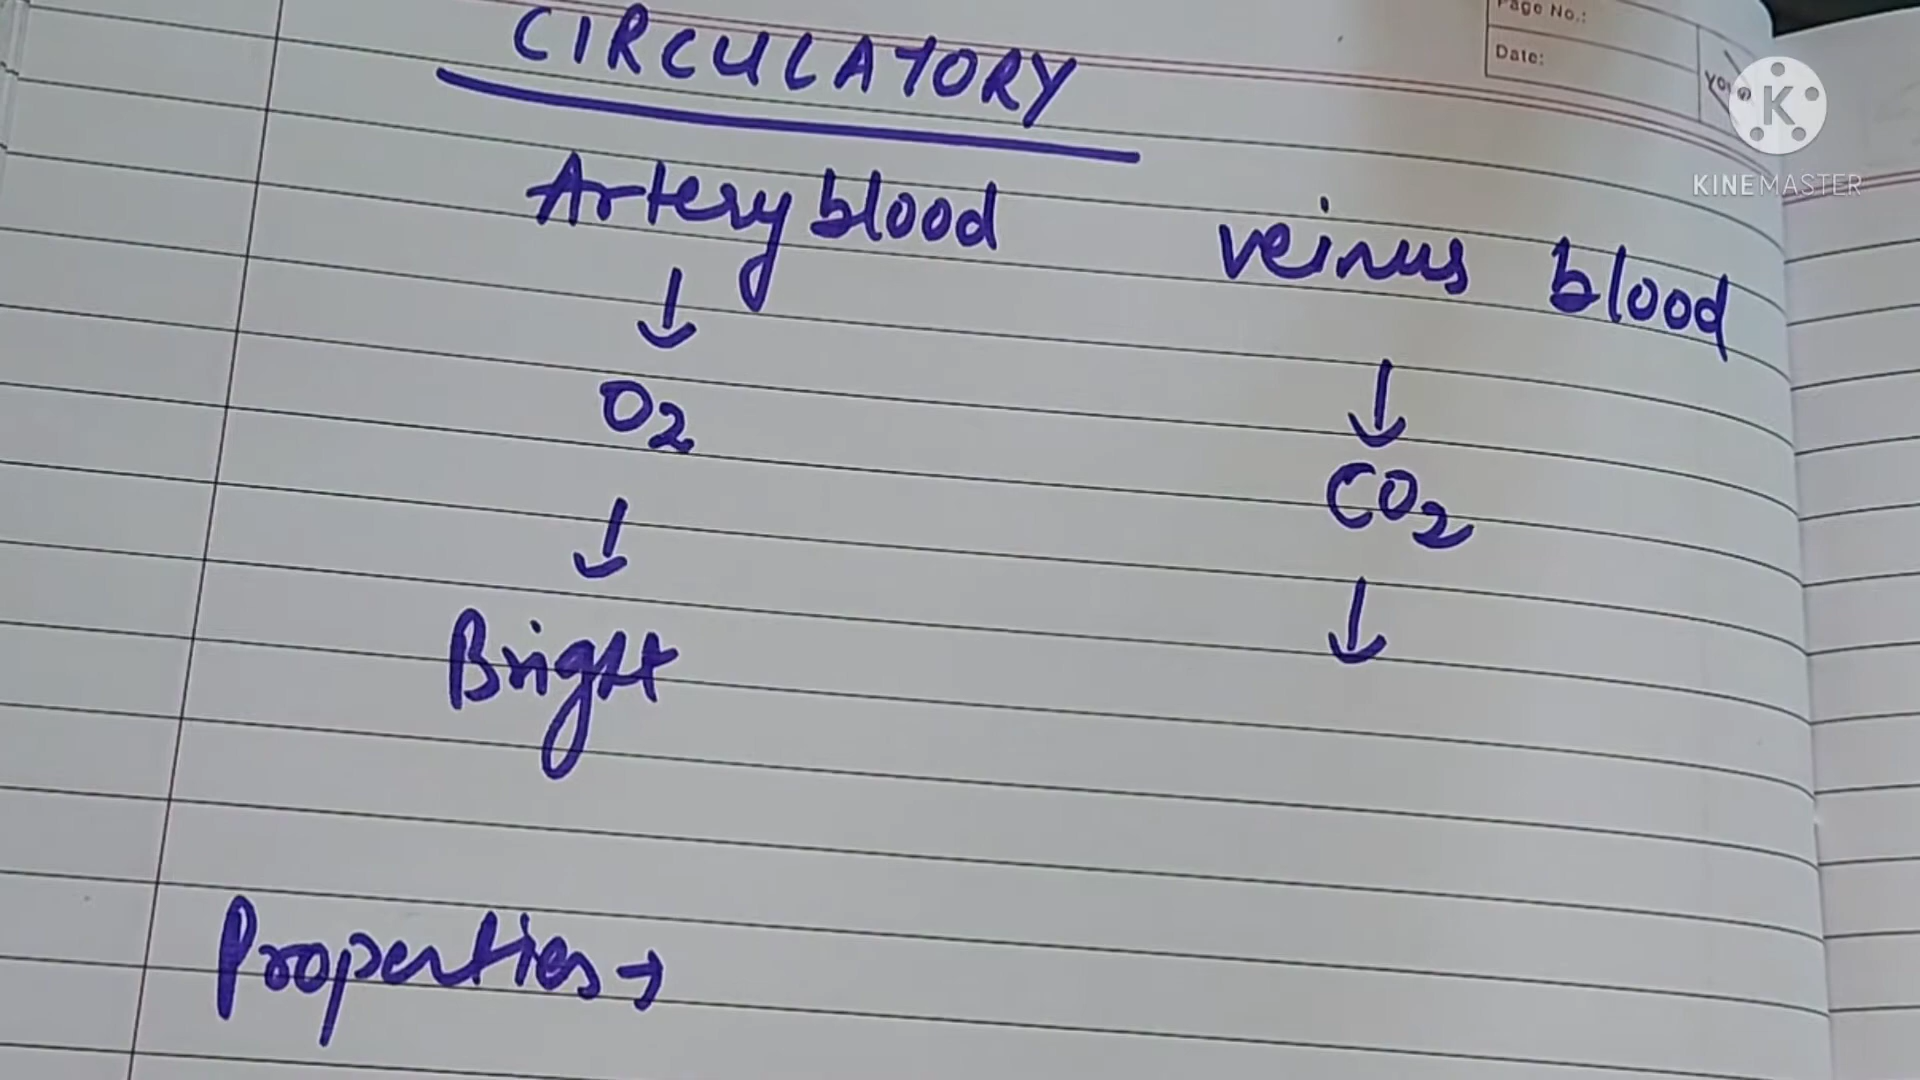 Page No.:
Date:
CIRCULATORY
KINEMASTER
Artery blood
veinus blood
↓
↓
O2
CO2
↓
↓
Bright
Properties →